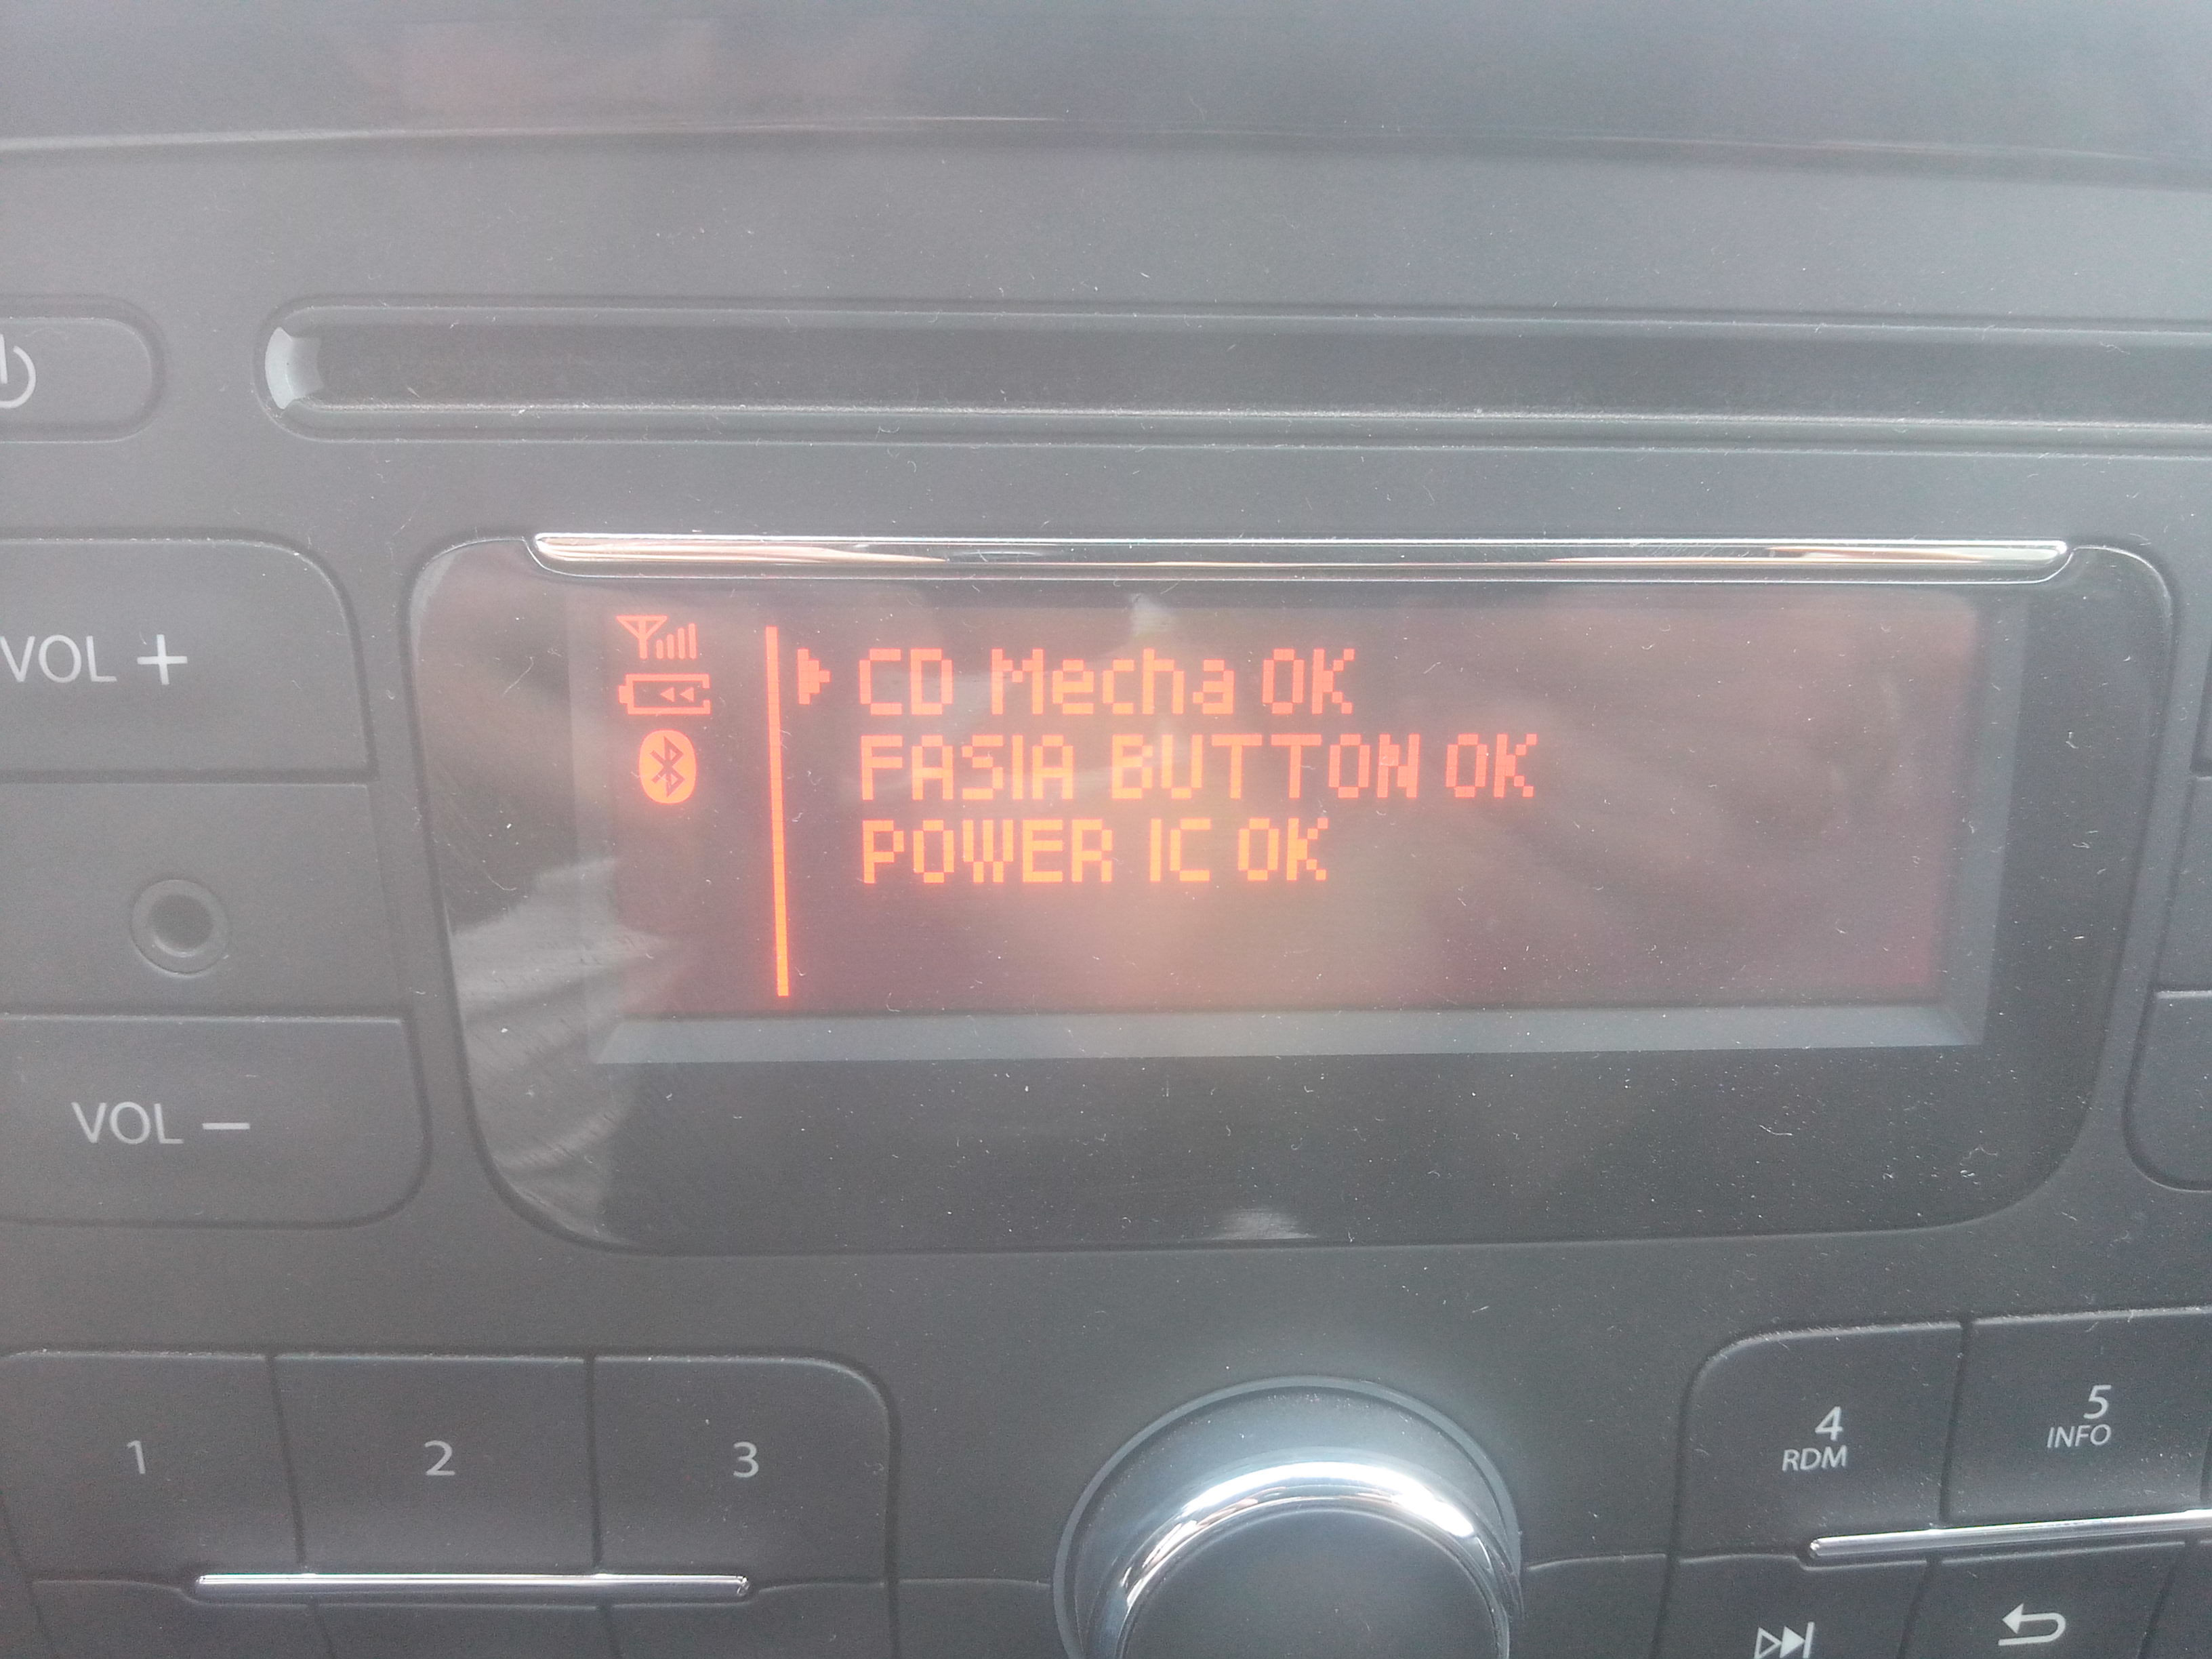 VOL +
CD Mecha OK
FASIA BUTTON OK
POWER IC OK
VOL −
1
2
3
4
RDM
5
INFO